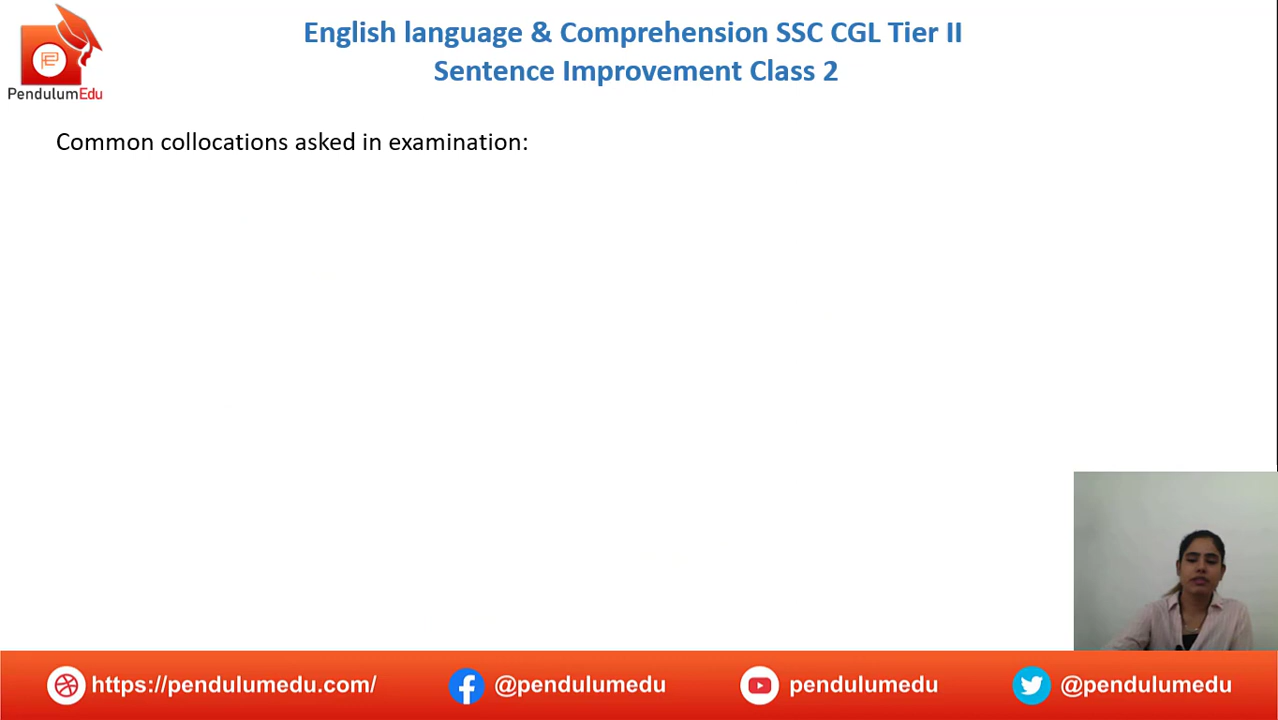 English language & Comprehension SSC CGL Tier II
Sentence Improvement Class 2
PendulumEdu
Common collocations asked in examination:
https://pendulumedu.com/
@pendulumedu
pendulumedu
@pendulumedu